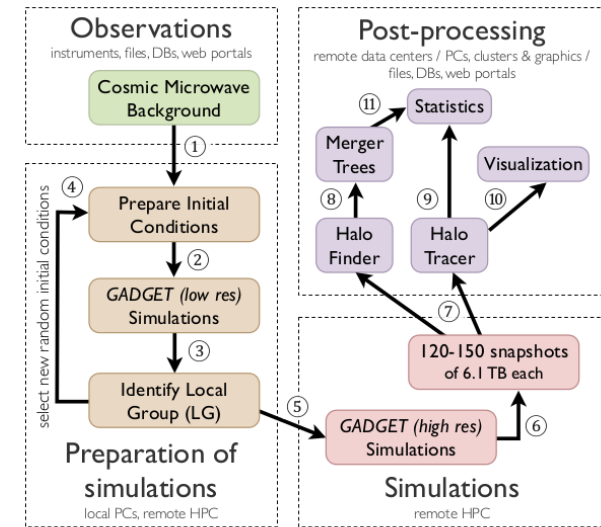 Observations
instruments, files, DBs, web portals
Cosmic Microwave
Background
①
④
select new random initial conditions
Prepare Initial
Conditions
②
GADGET (low res)
Simulations
③
Identify Local
Group (LG)
⑤
Preparation of
simulations
local PCs, remote HPC
Post-processing
remote data centers / PCs, clusters & graphics /
files, DBs, web portals
⑪
Statistics
Merger
Trees
Visualization
⑧
⑨
⑩
Halo
Finder
Halo
Tracer
⑦
120-150 snapshots
of 6.1 TB each
GADGET (high res)
Simulations
⑥
Simulations
remote HPC